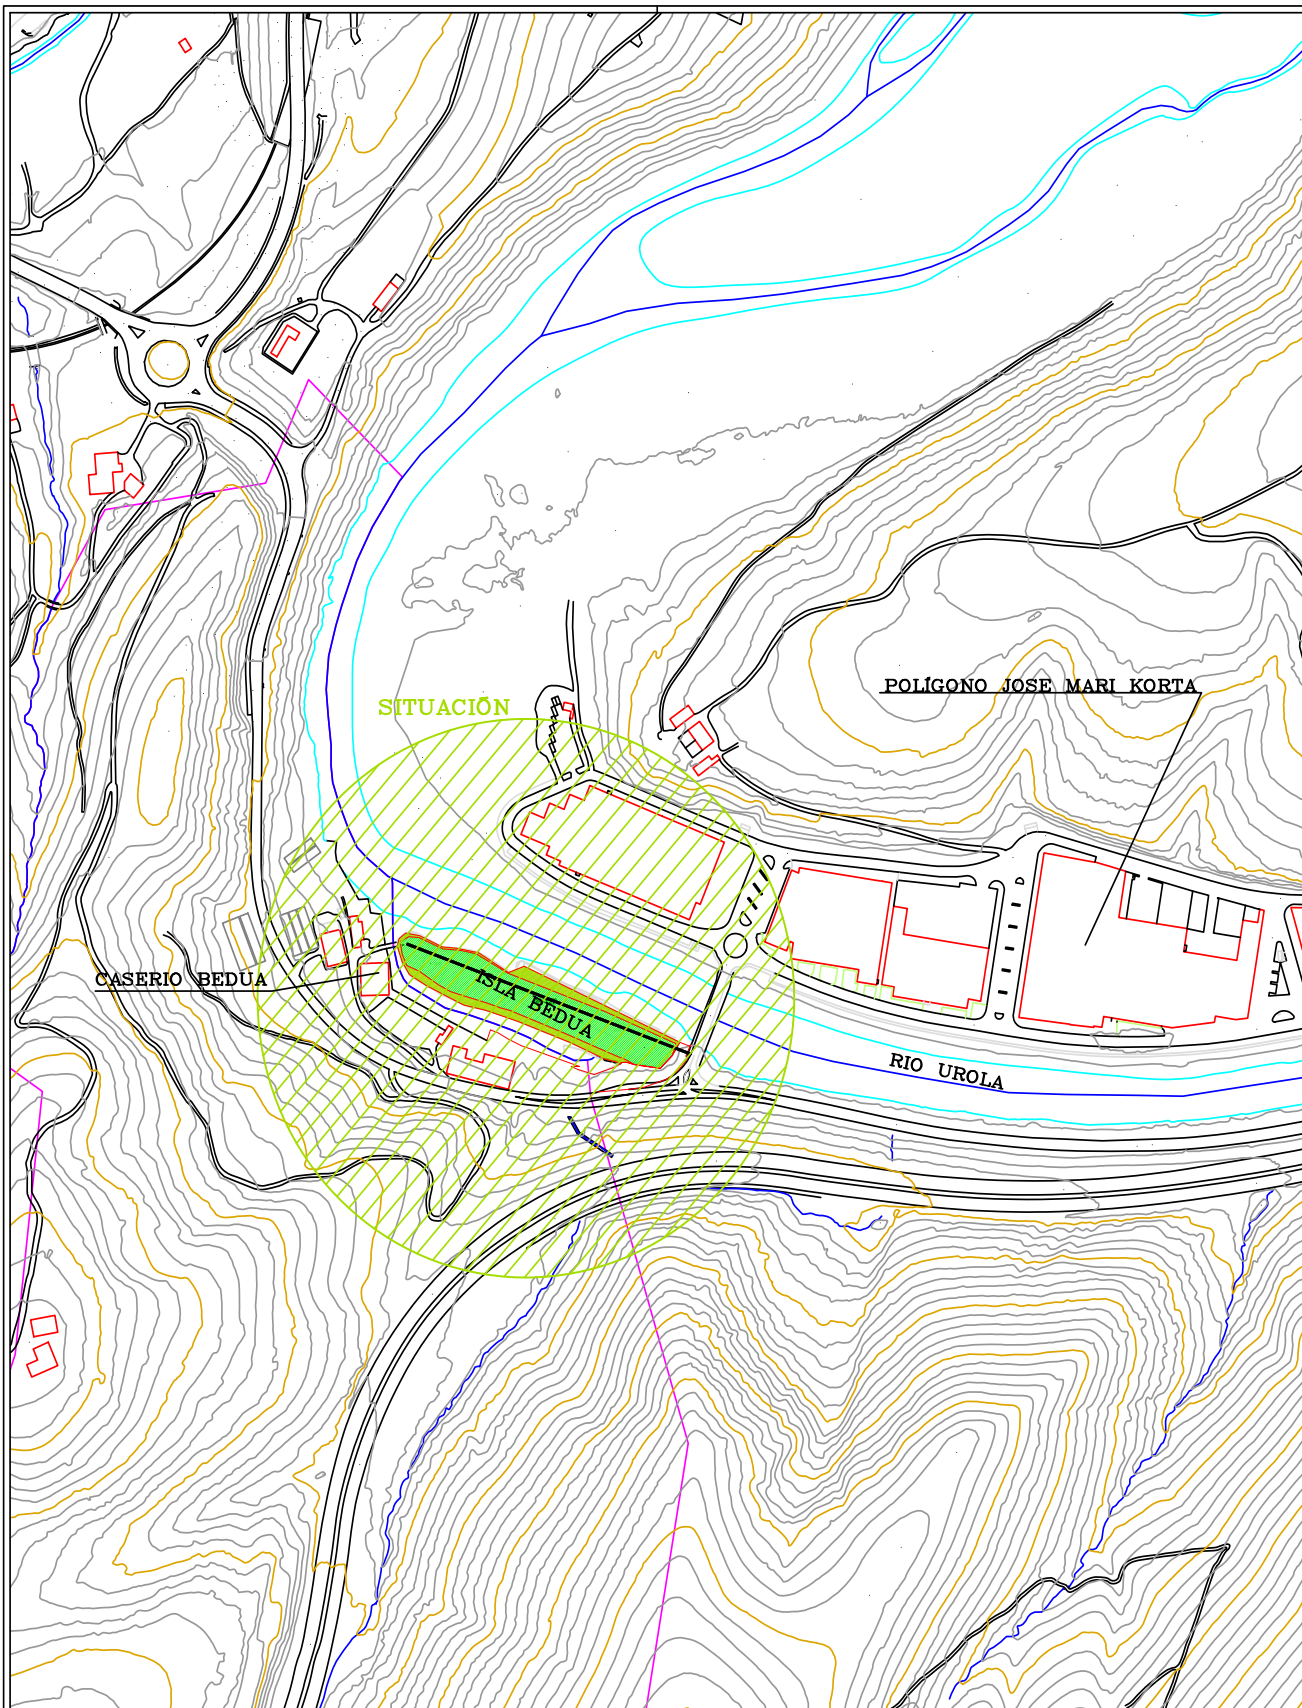 POLÍGONO JOSE MARI KORTA
SITUACIÓN
CASERIO BEDUA
ISLA BEDUA
RIO UROLA